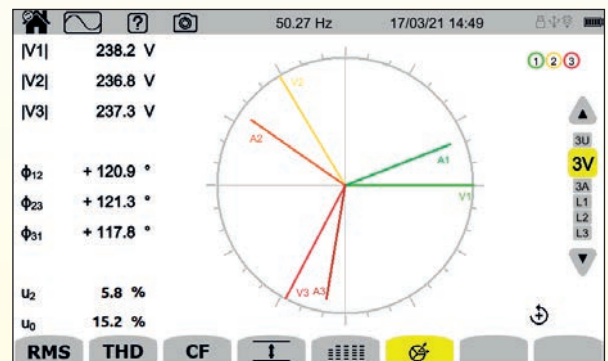 ? 50.27 Hz 17/03/21 14:49
|V1| 238.2 V
|V2| 236.8 V
|V3| 237.3 V
ϕ12 + 120.9 °
ϕ23 + 121.3 °
ϕ31 + 117.8 °
u2 5.8 %
u0 15.2 %
V2
A2
A1
V1
V3 A3
1 2 3
3U
3V
3A
L1
L2
L3
RMS THD CF